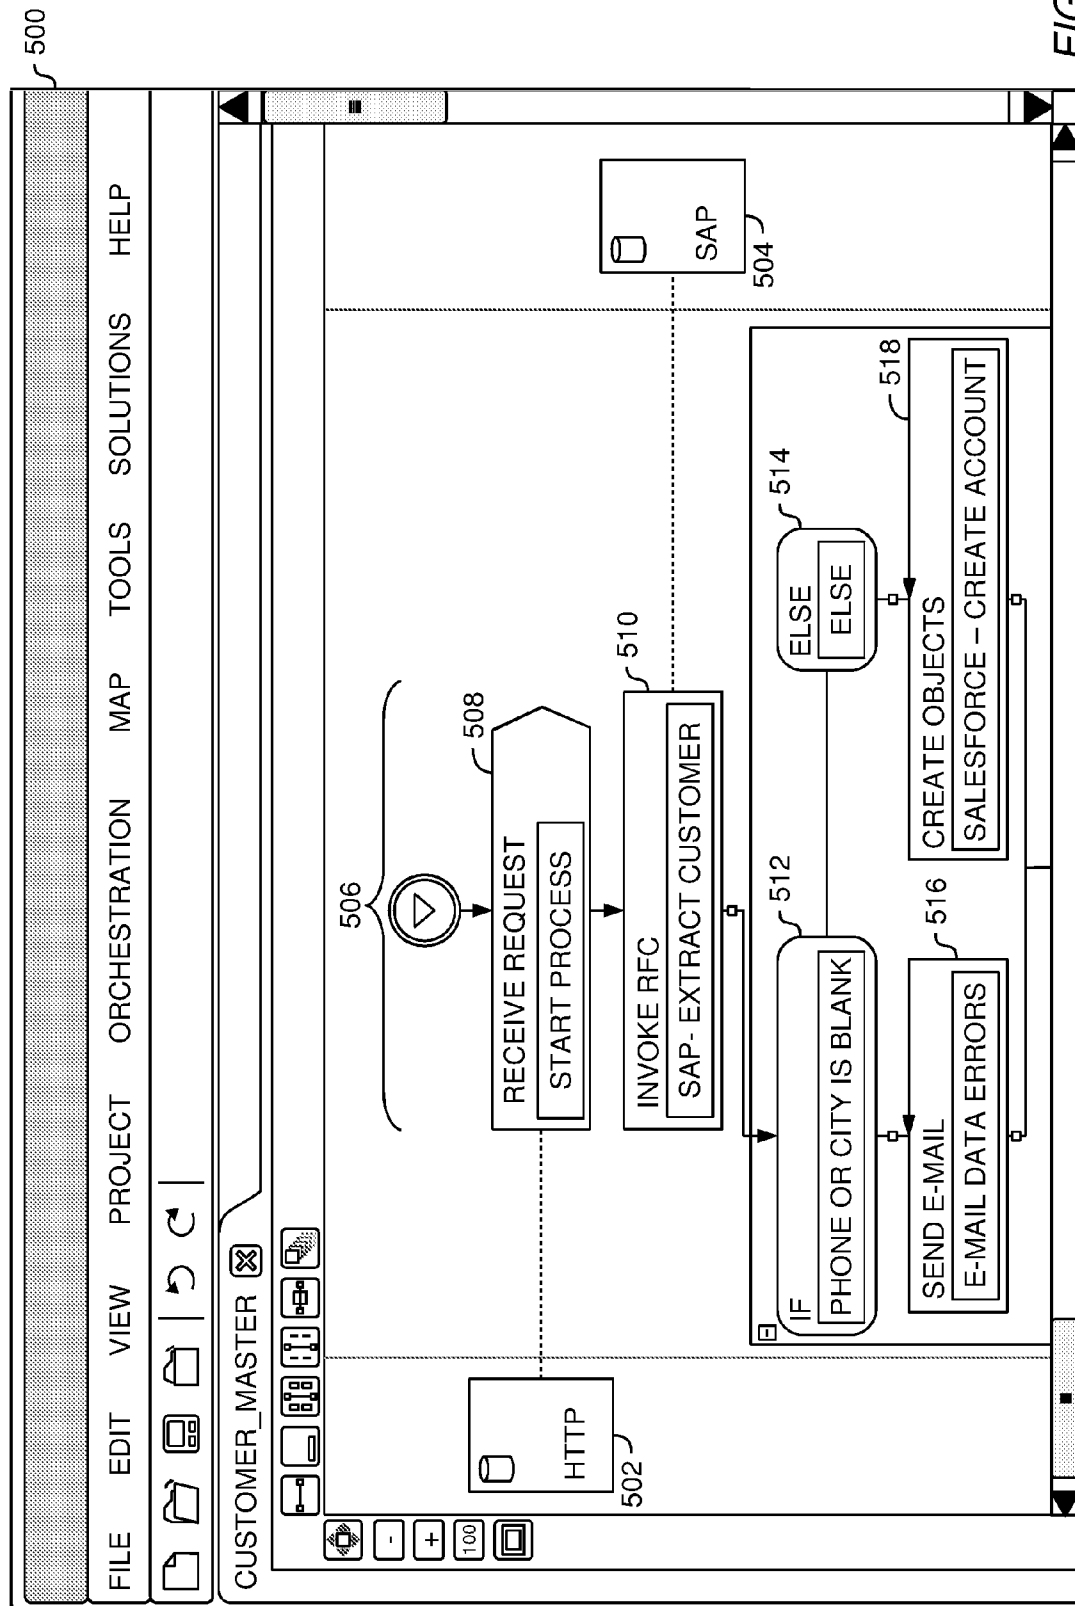 500
FILE EDIT VIEW PROJECT ORCHESTRATION MAP TOOLS SOLUTIONS HELP
CUSTOMER_MASTER
-
+
100
506
508
RECEIVE REQUEST
START PROCESS
HTTP
502
510
INVOKE RFC
SAP- EXTRACT CUSTOMER
SAP
504
512
IF
PHONE OR CITY IS BLANK
514
ELSE
ELSE
516
SEND E-MAIL
E-MAIL DATA ERRORS
518
CREATE OBJECTS
SALESFORCE – CREATE ACCOUNT